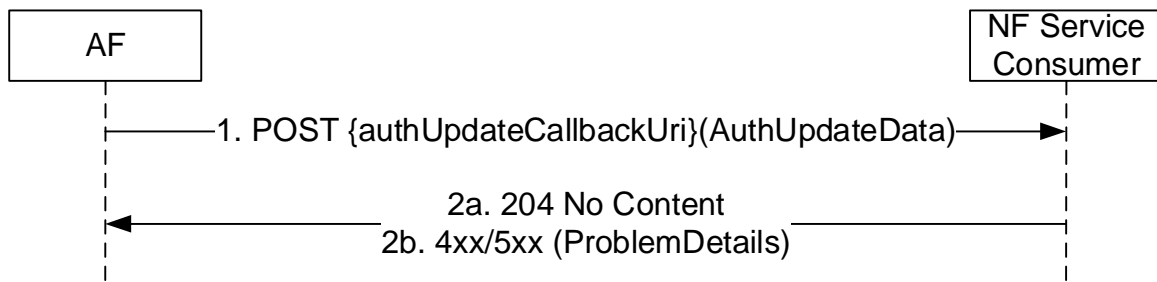 AF
NF Service
Consumer
1. POST {authUpdateCallbackUri}(AuthUpdateData)
2a. 204 No Content
2b. 4xx/5xx (ProblemDetails)